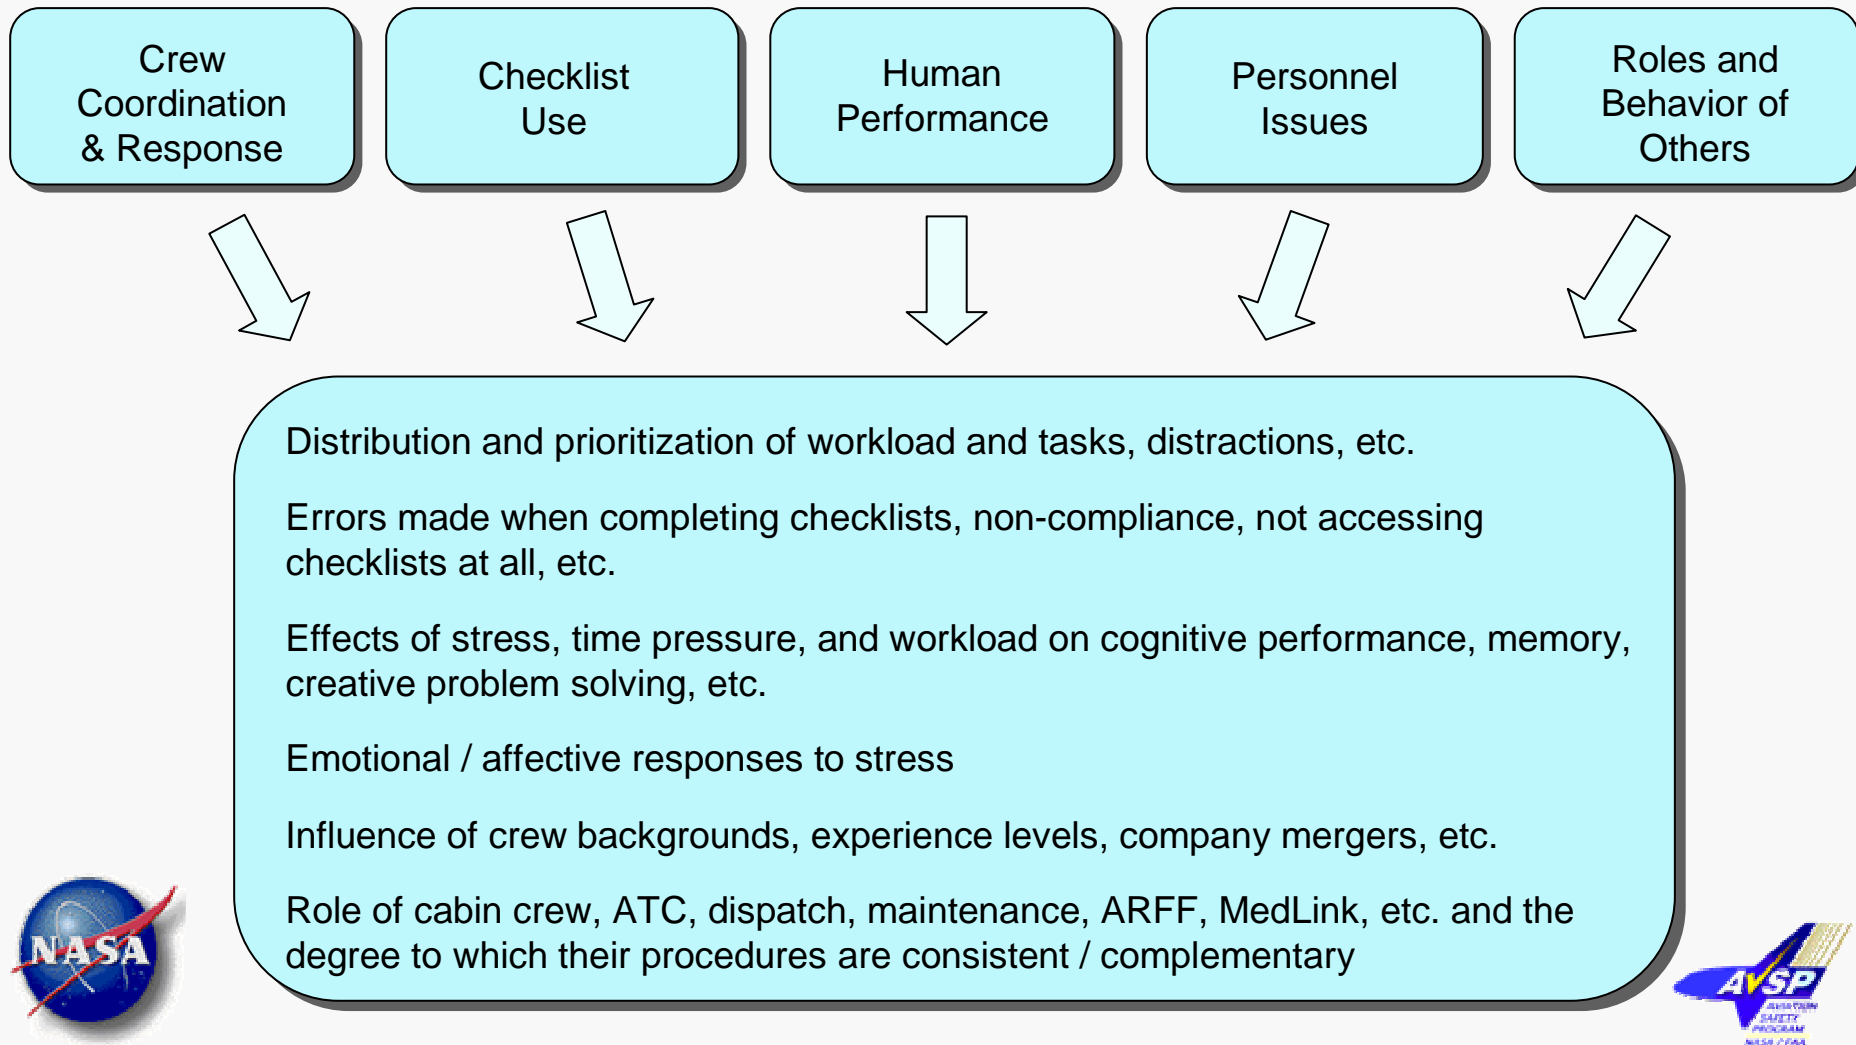 Crew
Coordination
& Response
Checklist
Use
Human
Performance
Personnel
Issues
Roles and
Behavior of
Others
Distribution and prioritization of workload and tasks, distractions, etc.
Errors made when completing checklists, non-compliance, not accessing
checklists at all, etc.
Effects of stress, time pressure, and workload on cognitive performance, memory,
creative problem solving, etc.
Emotional / affective responses to stress
Influence of crew backgrounds, experience levels, company mergers, etc.
Role of cabin crew, ATC, dispatch, maintenance, ARFF, MedLink, etc. and the
degree to which their procedures are consistent / complementary
NASA
AvSP
AVIATION
SAFETY
PROGRAM